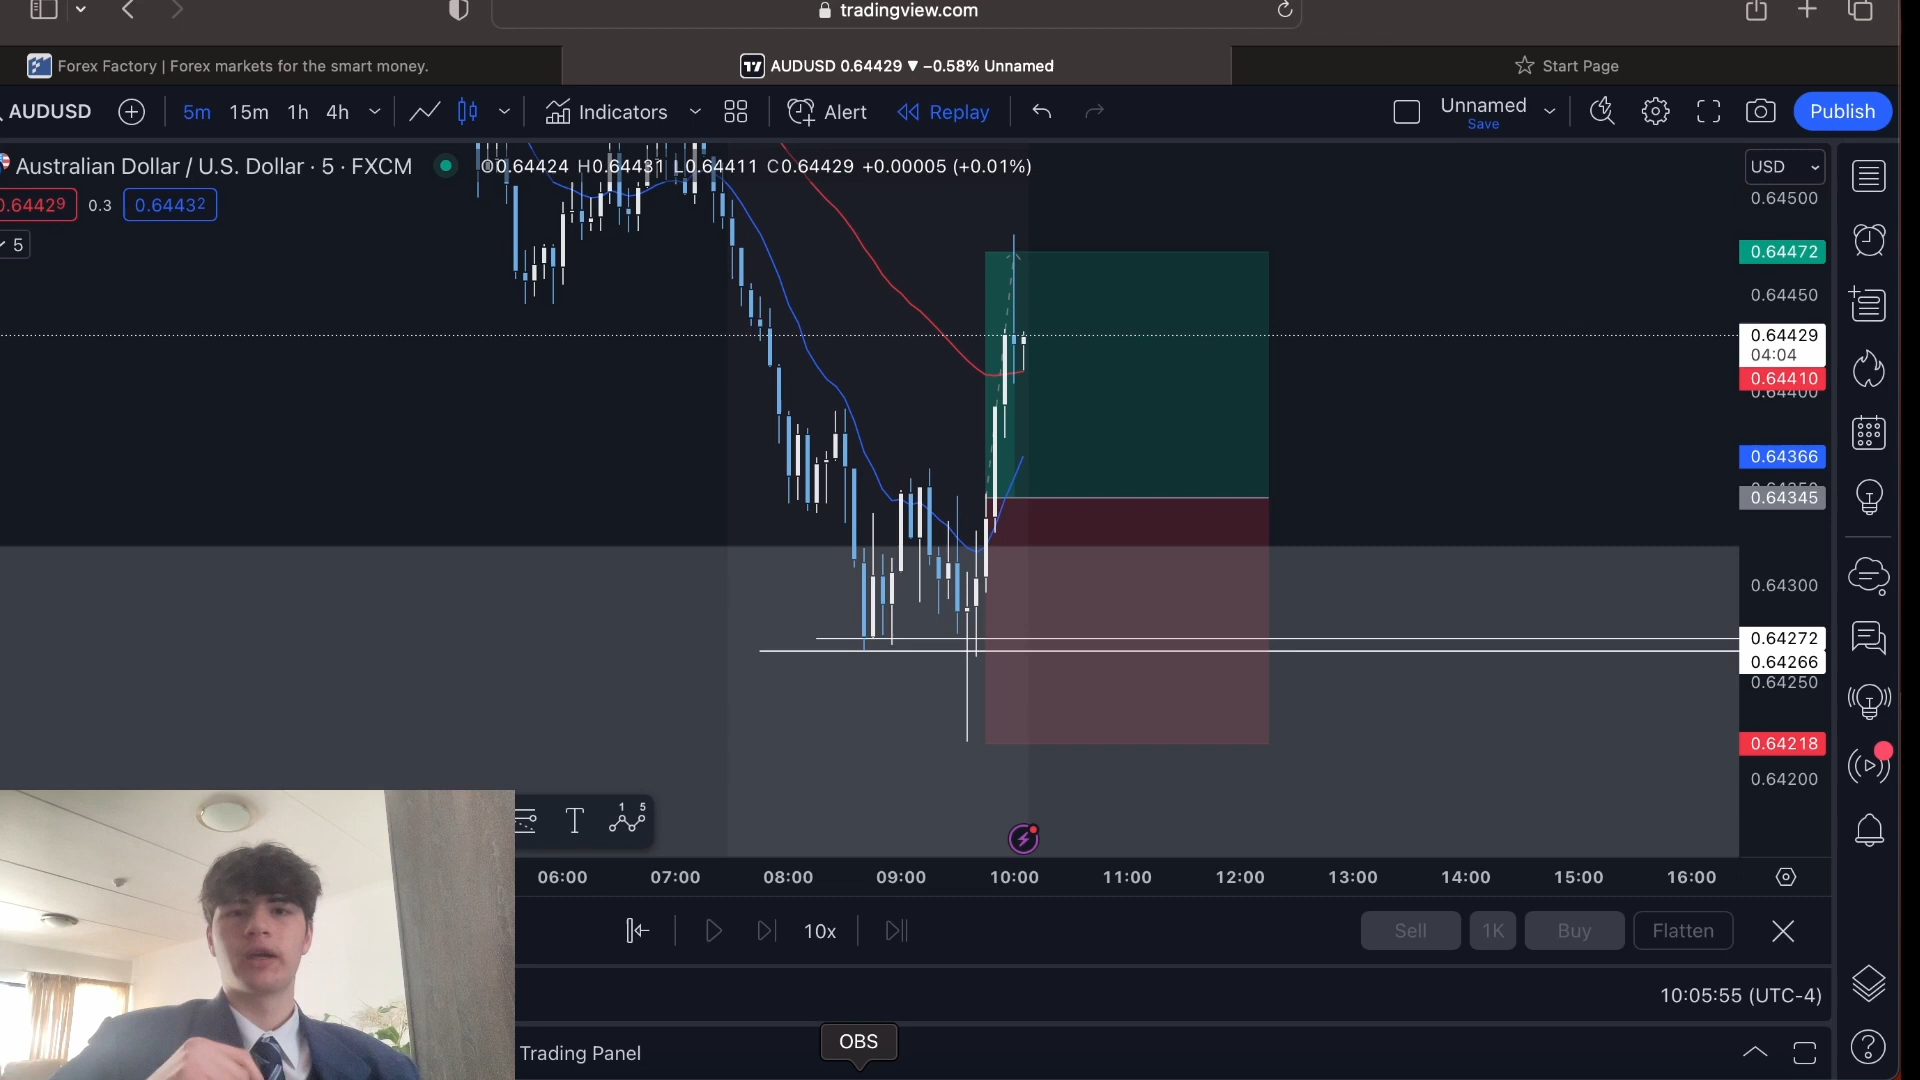 tradingview.com
Forex Factory | Forex markets for the smart money.
AUDUSD 0.64429 ▼ −0.58% Unnamed
Start Page
AUDUSD
5m 15m 1h 4h
Indicators
Alert
Replay
Unnamed
Save
Publish
Australian Dollar / U.S. Dollar · 5 · FXCM
O0.64424 H0.64431 L0.64411 C0.64429 +0.00005 (+0.01%)
USD
0.64429
0.3
0.64432
5
0.64500
0.64472
0.64450
0.64429
04:04
0.64410
0.64400
0.64366
0.64345
0.64300
0.64272
0.64266
0.64250
0.64218
0.64200
T
1 5
06:00 07:00 08:00 09:00 10:00 11:00 12:00 13:00 14:00 15:00 16:00
10x
Sell
1K
Buy
Flatten
10:05:55 (UTC-4)
Trading Panel
OBS